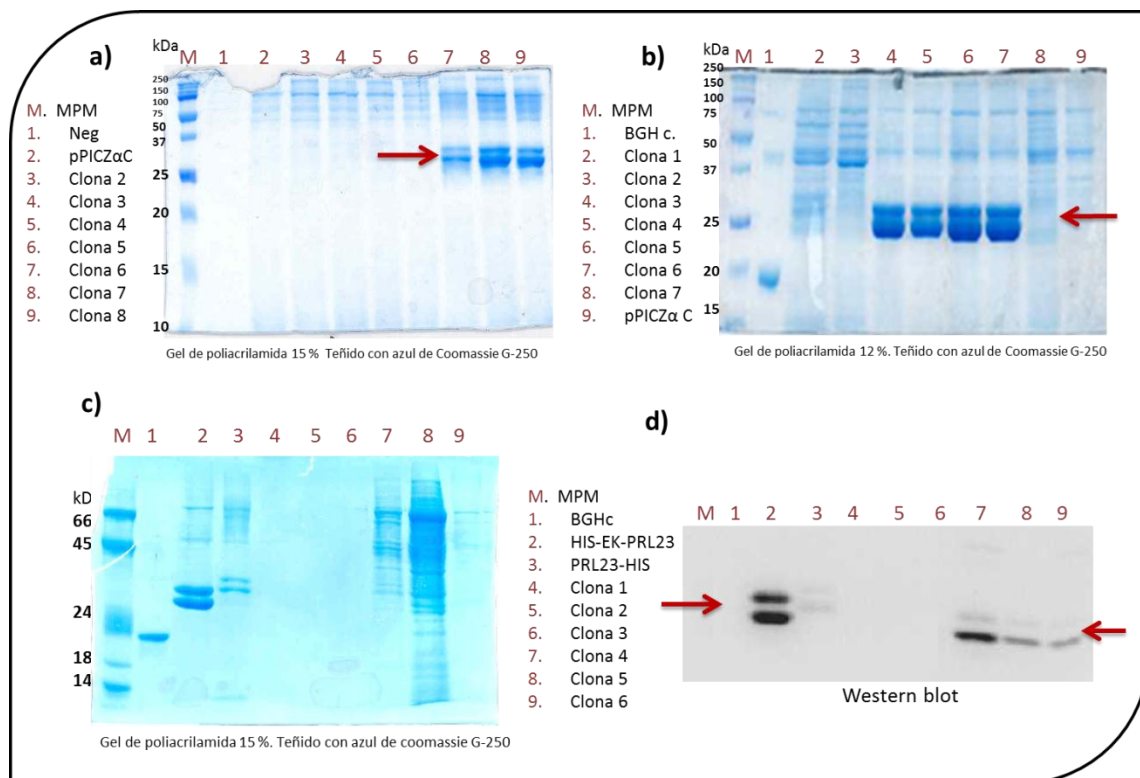 a)
kDa
M 1 2 3 4 5 6 7 8 9
250
150
100
75
50
37
25
20
15
10
M. MPM
1. Neg
2. pPICZαC
3. Clona 2
4. Clona 3
5. Clona 4
6. Clona 5
7. Clona 6
8. Clona 7
9. Clona 8
Gel de poliacrilamida 15 % Teñido con azul de Coomassie G-250
b)
kDa
M 1 2 3 4 5 6 7 8 9
250
150
100
75
50
37
25
20
15
M. MPM
1. BGH c.
2. Clona 1
3. Clona 2
4. Clona 3
5. Clona 4
6. Clona 5
7. Clona 6
8. Clona 7
9. pPICZα C
Gel de poliacrilamida 12 %. Teñido con azul de Coomassie G-250
c)
M 1 2 3 4 5 6 7 8 9
kD
66
45
24
18
14
Gel de poliacrilamida 15 %. Teñido con azul de coomassie G-250
M. MPM
1. BGHc
2. HIS-EK-PRL23
3. PRL23-HIS
4. Clona 1
5. Clona 2
6. Clona 3
7. Clona 4
8. Clona 5
9. Clona 6
d)
M 1 2 3 4 5 6 7 8 9
Western blot